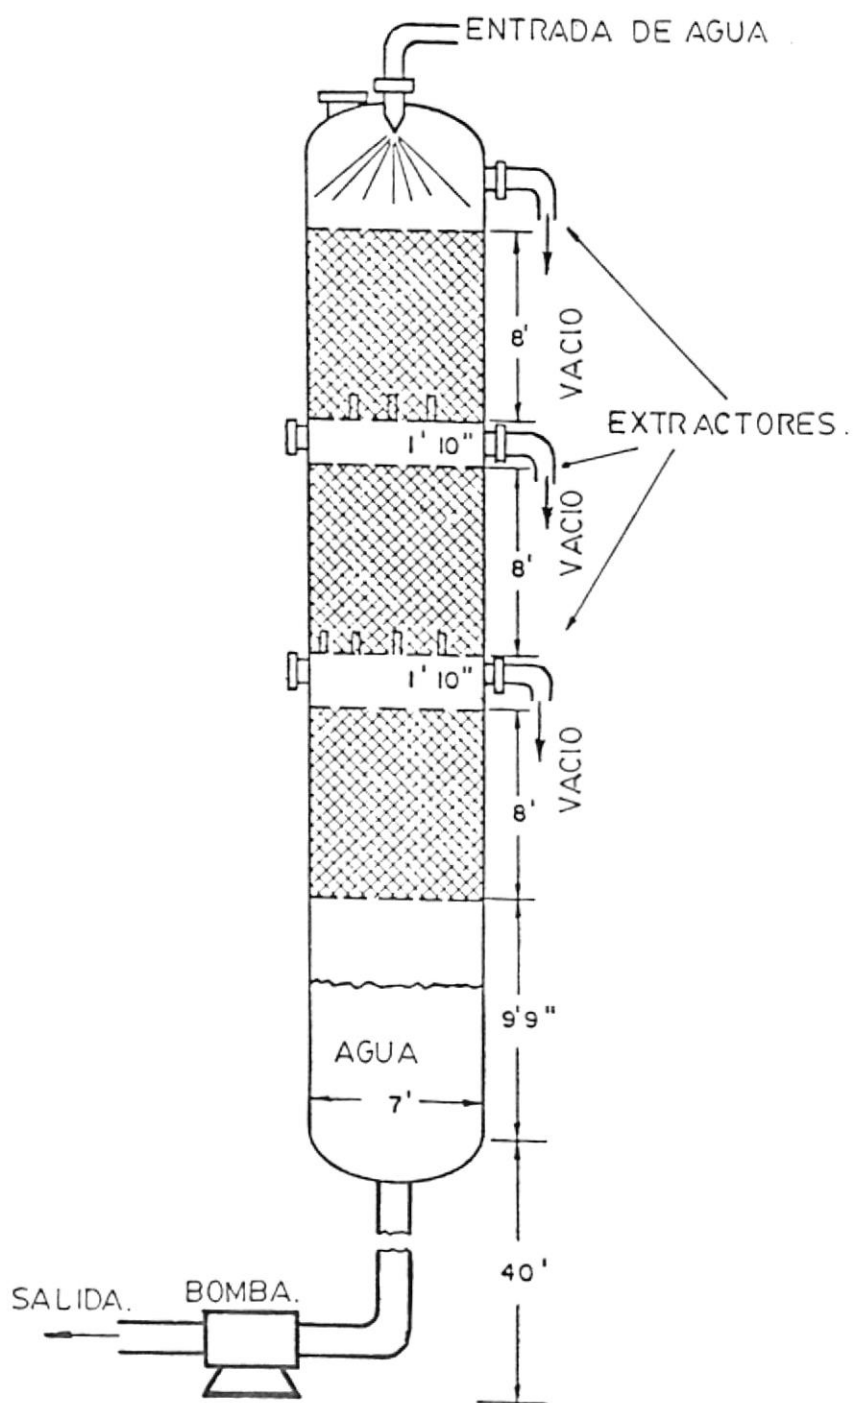 ENTRADA DE AGUA
8'
VACIO
EXTRACTORES.
1' 10"
8'
VACIO
1' 10"
8'
VACIO
9'9"
AGUA
7'
40'
SALIDA.
BOMBA.